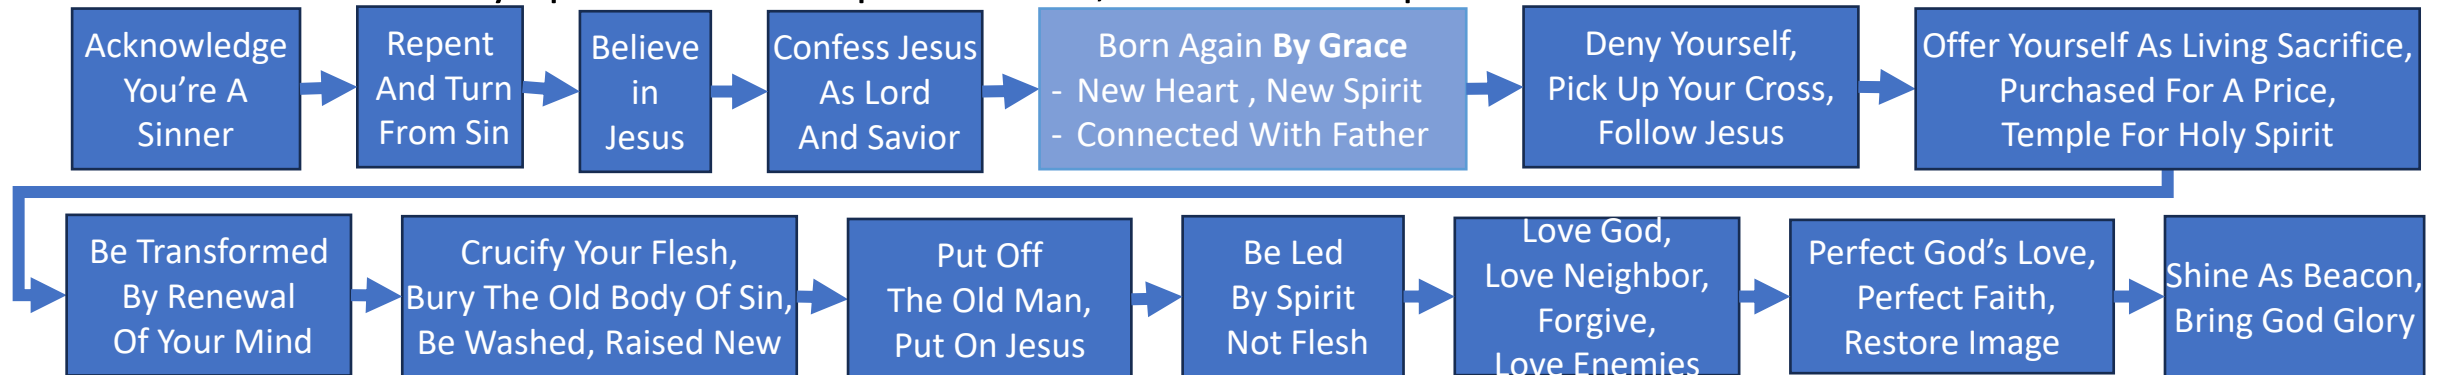 Acknowledge
You’re A
Sinner
Repent
And Turn
From Sin
Believe
in
Jesus
Confess Jesus
As Lord
And Savior
Born Again By Grace
- New Heart , New Spirit
- Connected With Father
Deny Yourself,
Pick Up Your Cross,
Follow Jesus
Offer Yourself As Living Sacrifice,
Purchased For A Price,
Temple For Holy Spirit
Be Transformed
By Renewal
Of Your Mind
Crucify Your Flesh,
Bury The Old Body Of Sin,
Be Washed, Raised New
Put Off
The Old Man,
Put On Jesus
Be Led
By Spirit
Not Flesh
Love God,
Love Neighbor,
Forgive,
Love Enemies
Perfect God’s Love,
Perfect Faith,
Restore Image
Shine As Beacon,
Bring God Glory